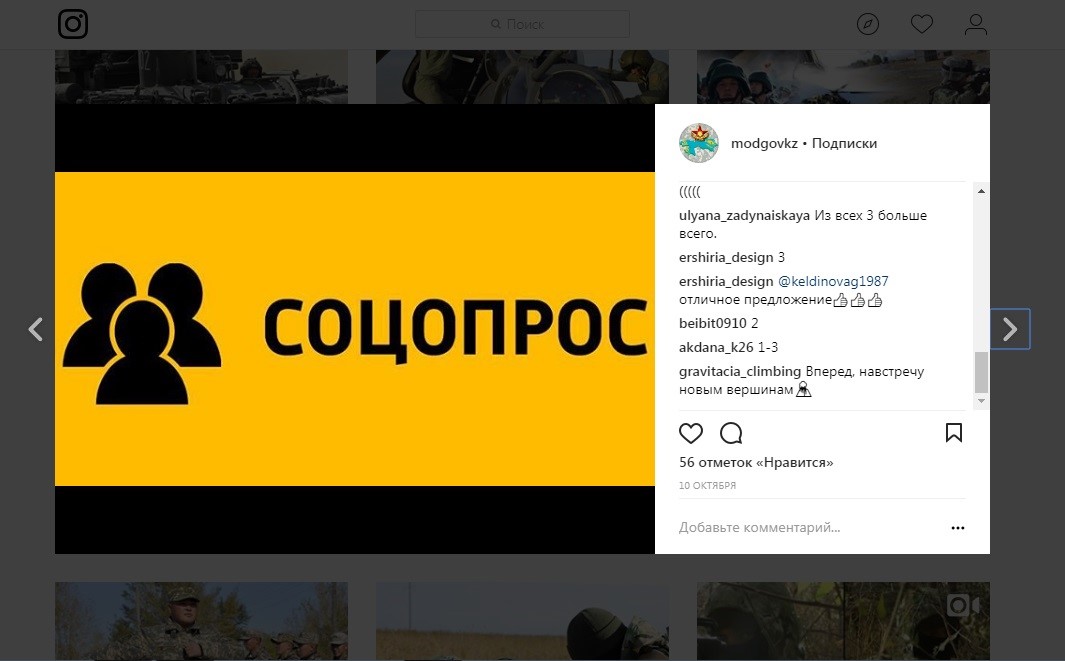 Поиск
modgovkz • Подписки
(((((
ulyana_zadynaiskaya Из всех 3 больше
всего.
ershiria_design 3
ershiria_design @keldinovag1987
отличное предложение👍👍👍
beibit0910 2
akdana_k26 1-3
gravitacia_climbing Вперед, навстречу
новым вершинам
СОЦОПРОС
56 отметок «Нравится»
10 ОКТЯБРЯ
Добавьте комментарий...